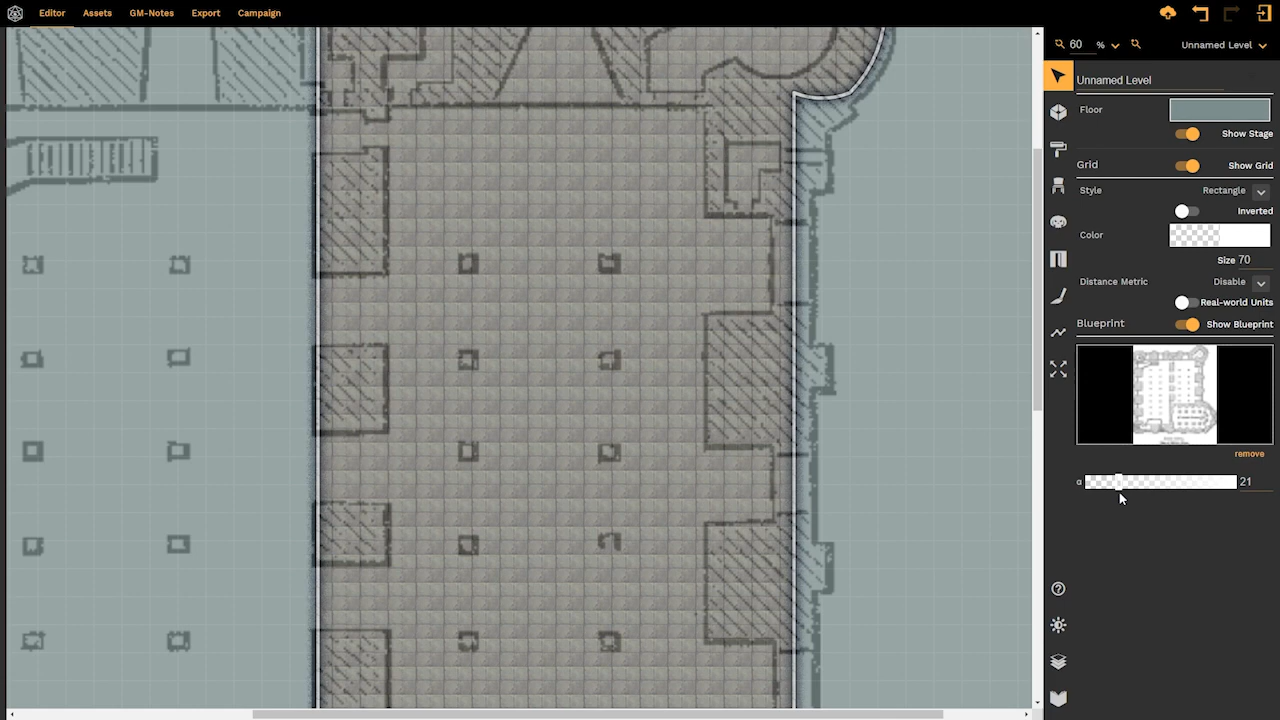 Editor Assets GM-Notes Export Campaign
60 % Unnamed Level
Unnamed Level
Floor
Show Stage
Grid Show Grid
Style Rectangle
Inverted
Color
Size 70
Distance Metric Disable
Real-world Units
Blueprint Show Blueprint
remove
α 21